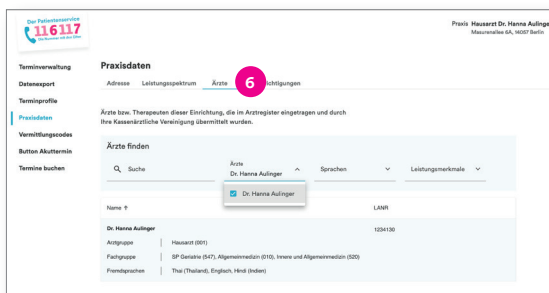 Der Patientenservice
116117
Die Nummer mit den Elfen
Praxis Hausarzt Dr. Hanna Aulinge
Masurenallee 6A, 14057 Berlin
Terminverwaltung
Datenexport
Terminprofile
Praxisdaten
Vermittlungscodes
Button Akuttermin
Termine buchen
Praxisdaten
Adresse Leistungsspektrum Ärzte 6 ichtigungen
Ärzte bzw. Therapeuten dieser Einrichtung, die im Arztregister eingetragen und durch
Ihre Kassenärztliche Vereinigung übermittelt wurden.
Ärzte finden
Suche
Ärzte
Dr. Hanna Aulinger
Sprachen
Leistungsmerkmale
Dr. Hanna Aulinger
Name ↑ LANR
Dr. Hanna Aulinger 1234130
Arztgruppe Hausarzt (001)
Fachgruppe SP Geriatrie (547), Allgemeinmedizin (010), Innere und Allgemeinmedizin (520)
Fremdsprachen Thai (Thailand), Englisch, Hindi (Indien)